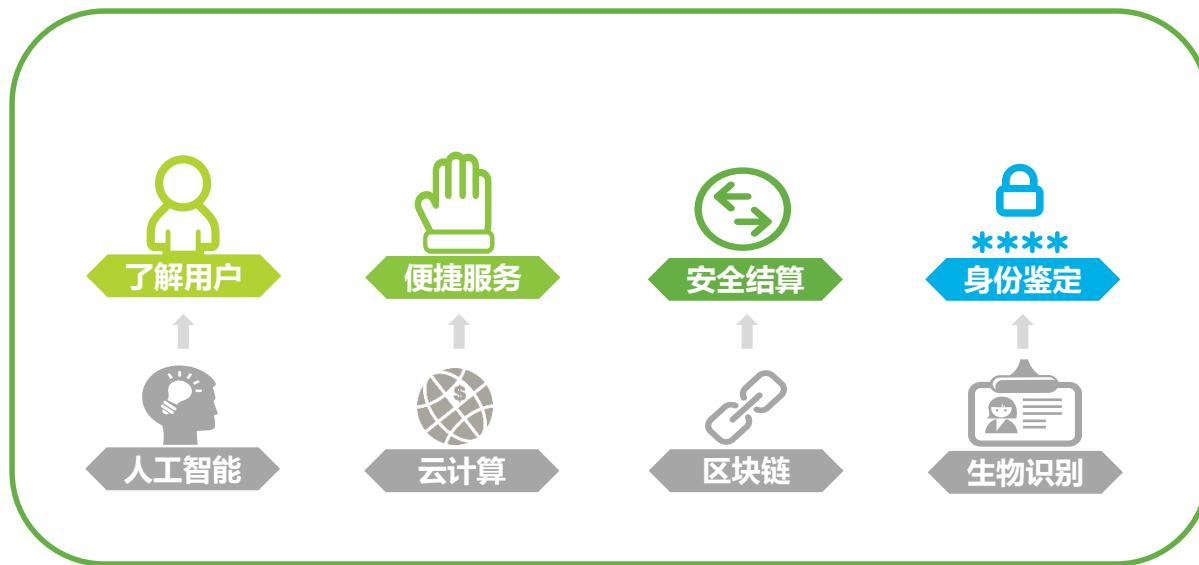 了解用户
便捷服务
安全结算
身份鉴定
人工智能
$
云计算
区块链
生物识别